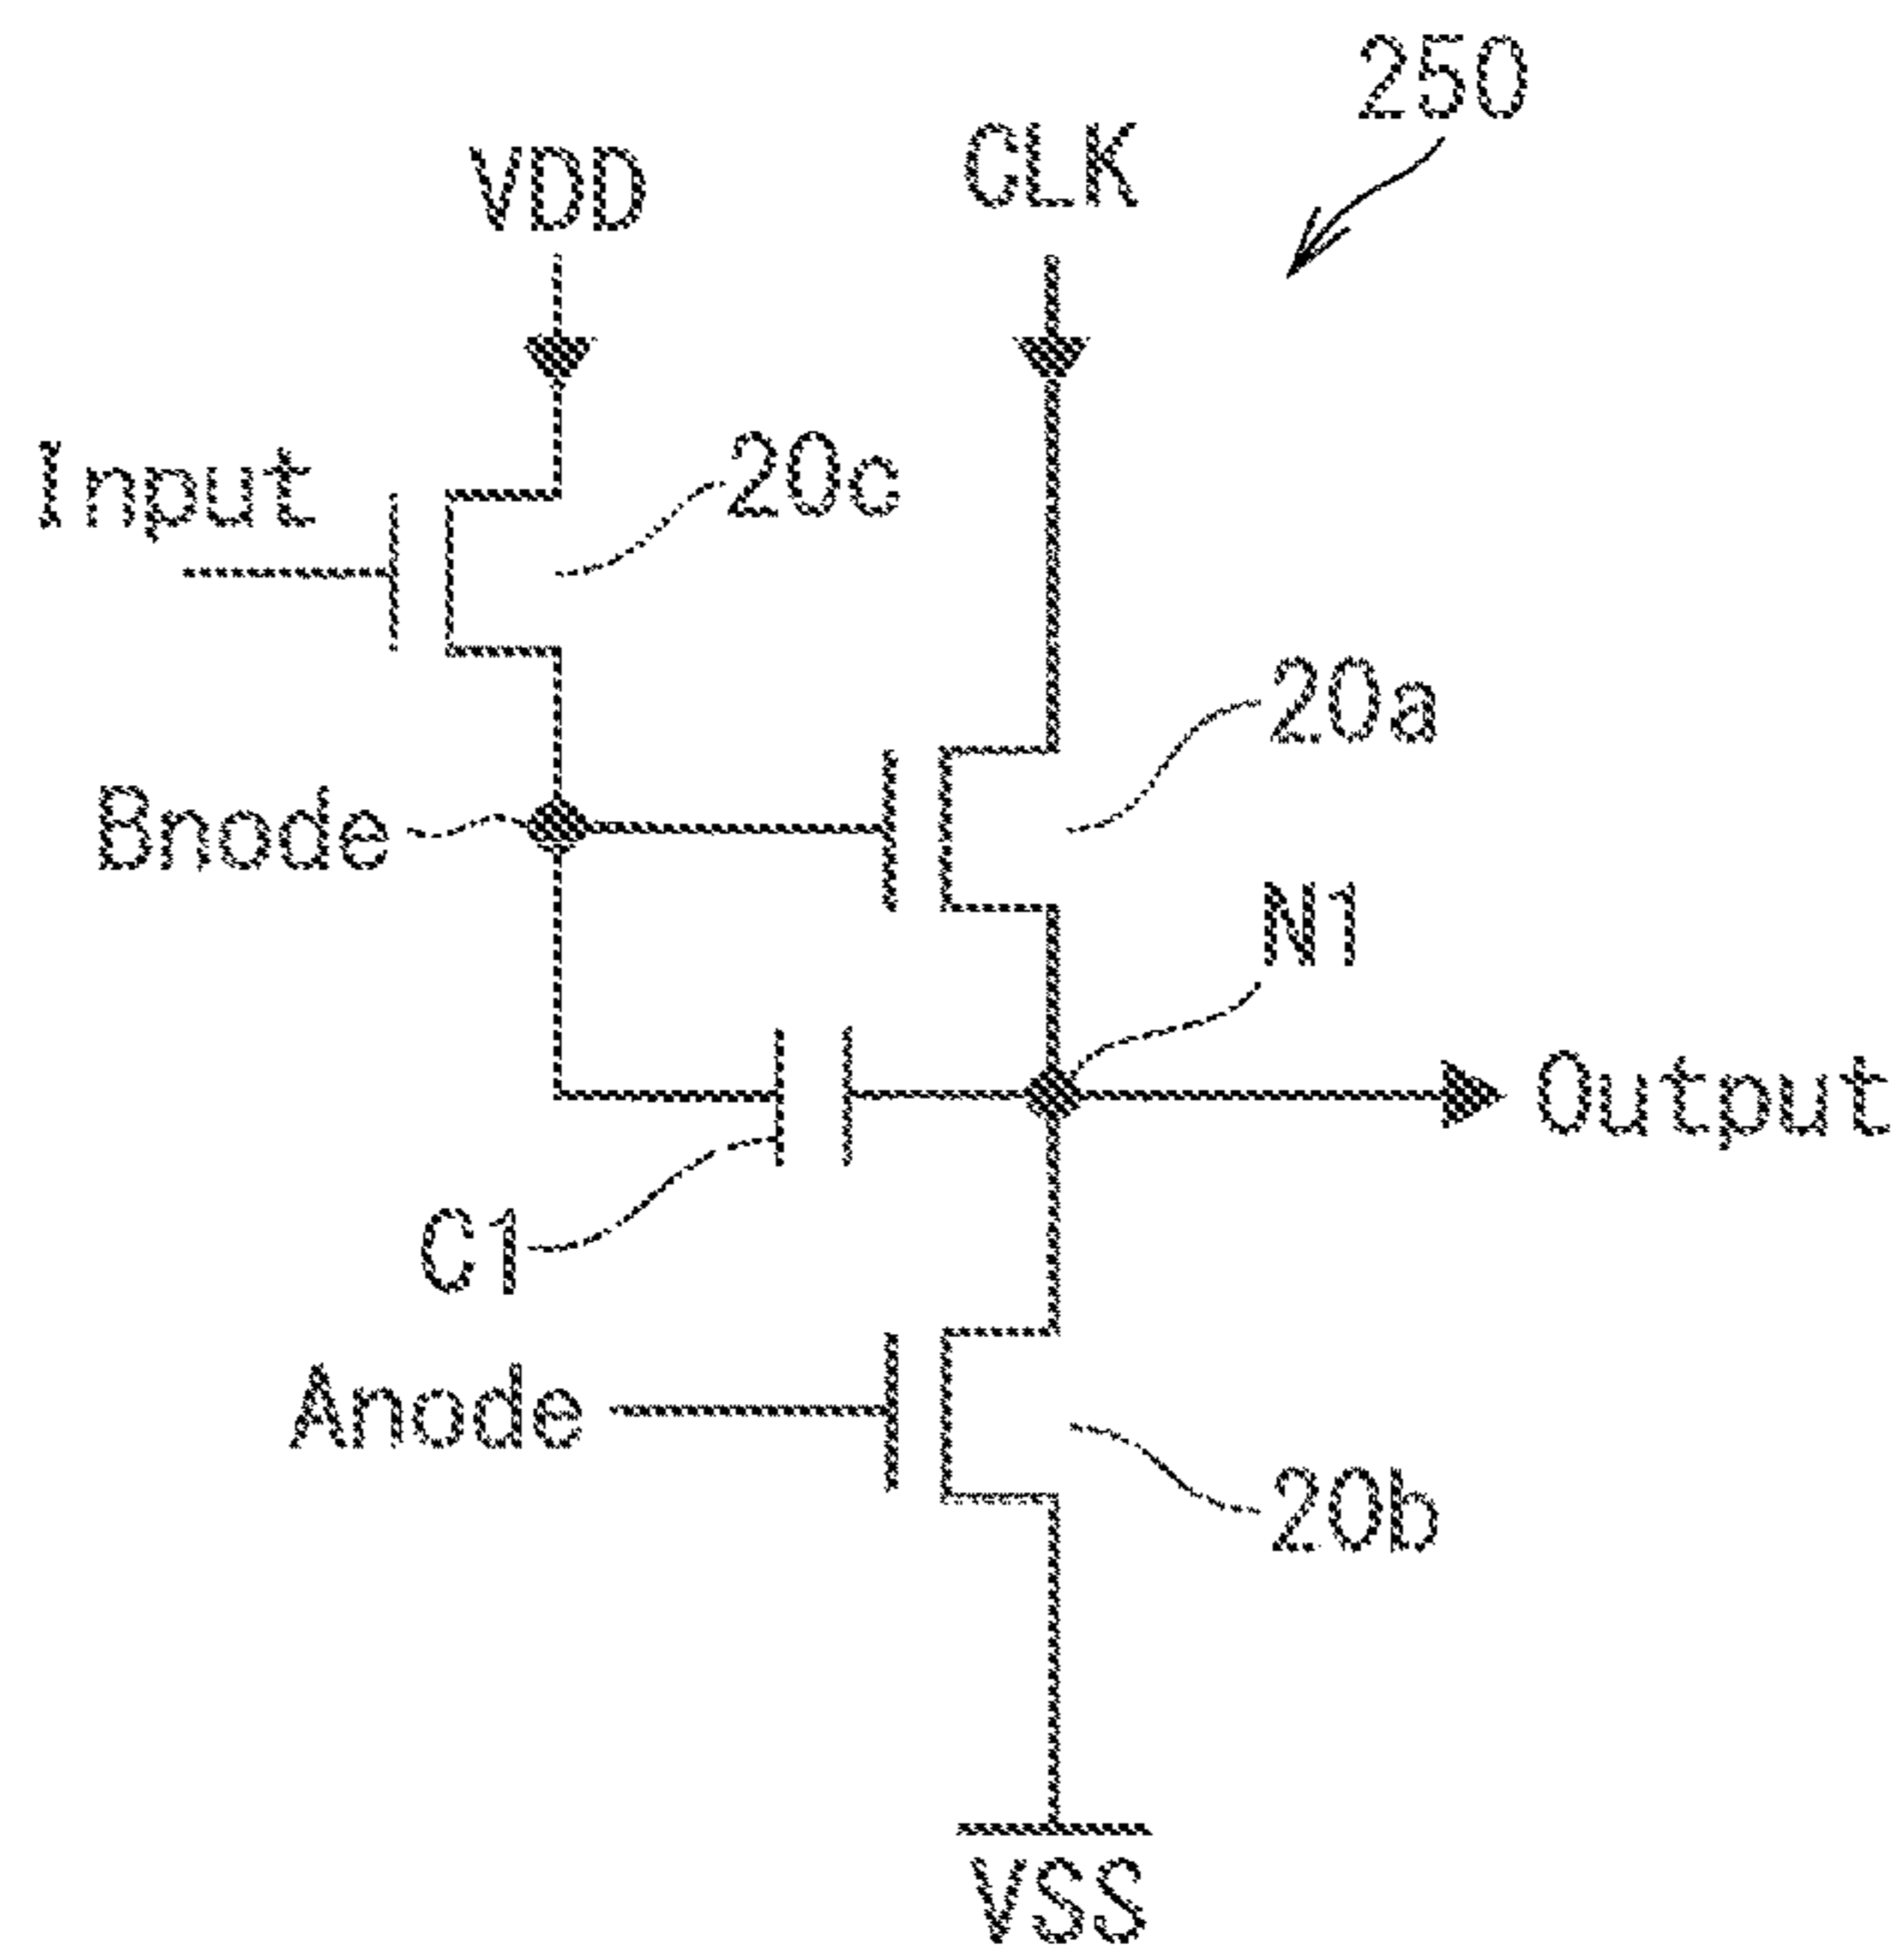 250
VDD
CLK
Input
20c
20a
Bnode
N1
Output
C1
Anode
20b
VSS